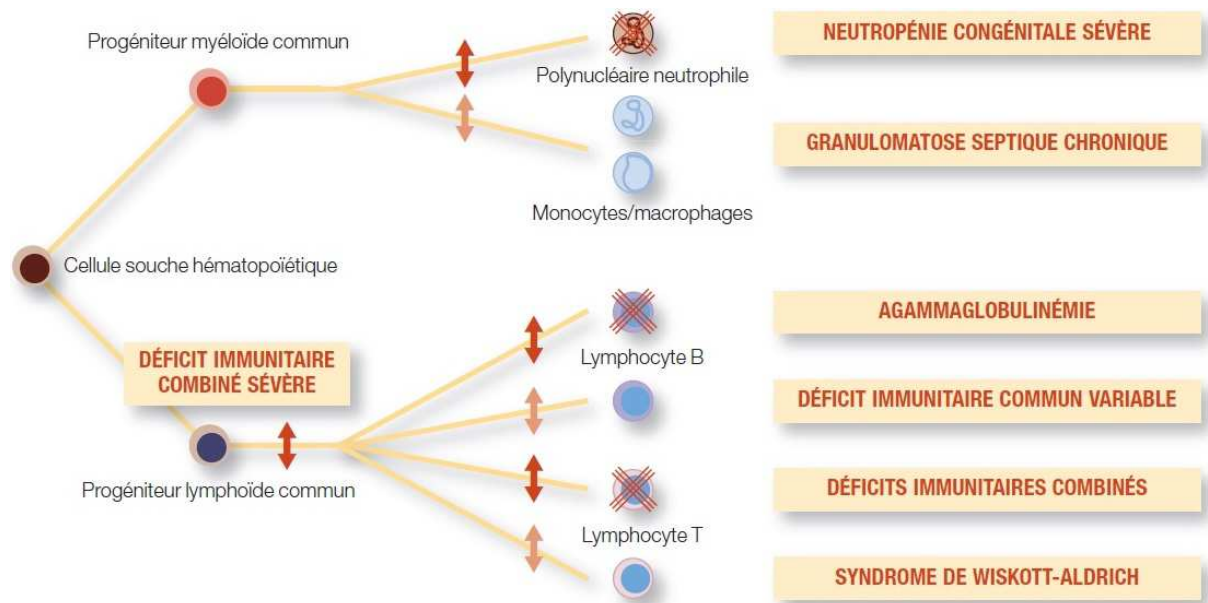 Progéniteur myéloïde commun
NEUTROPÉNIE CONGÉNITALE SÉVÈRE
Polynucléaire neutrophile
GRANULOMATOSE SEPTIQUE CHRONIQUE
Monocytes/macrophages
Cellule souche hématopoïétique
AGAMMAGLOBULINÉMIE
Lymphocyte B
DÉFICIT IMMUNITAIRE
COMBINÉ SÉVÈRE
DÉFICIT IMMUNITAIRE COMMUN VARIABLE
Progéniteur lymphoïde commun
DÉFICITS IMMUNITAIRES COMBINÉS
Lymphocyte T
SYNDROME DE WISKOTT-ALDRICH